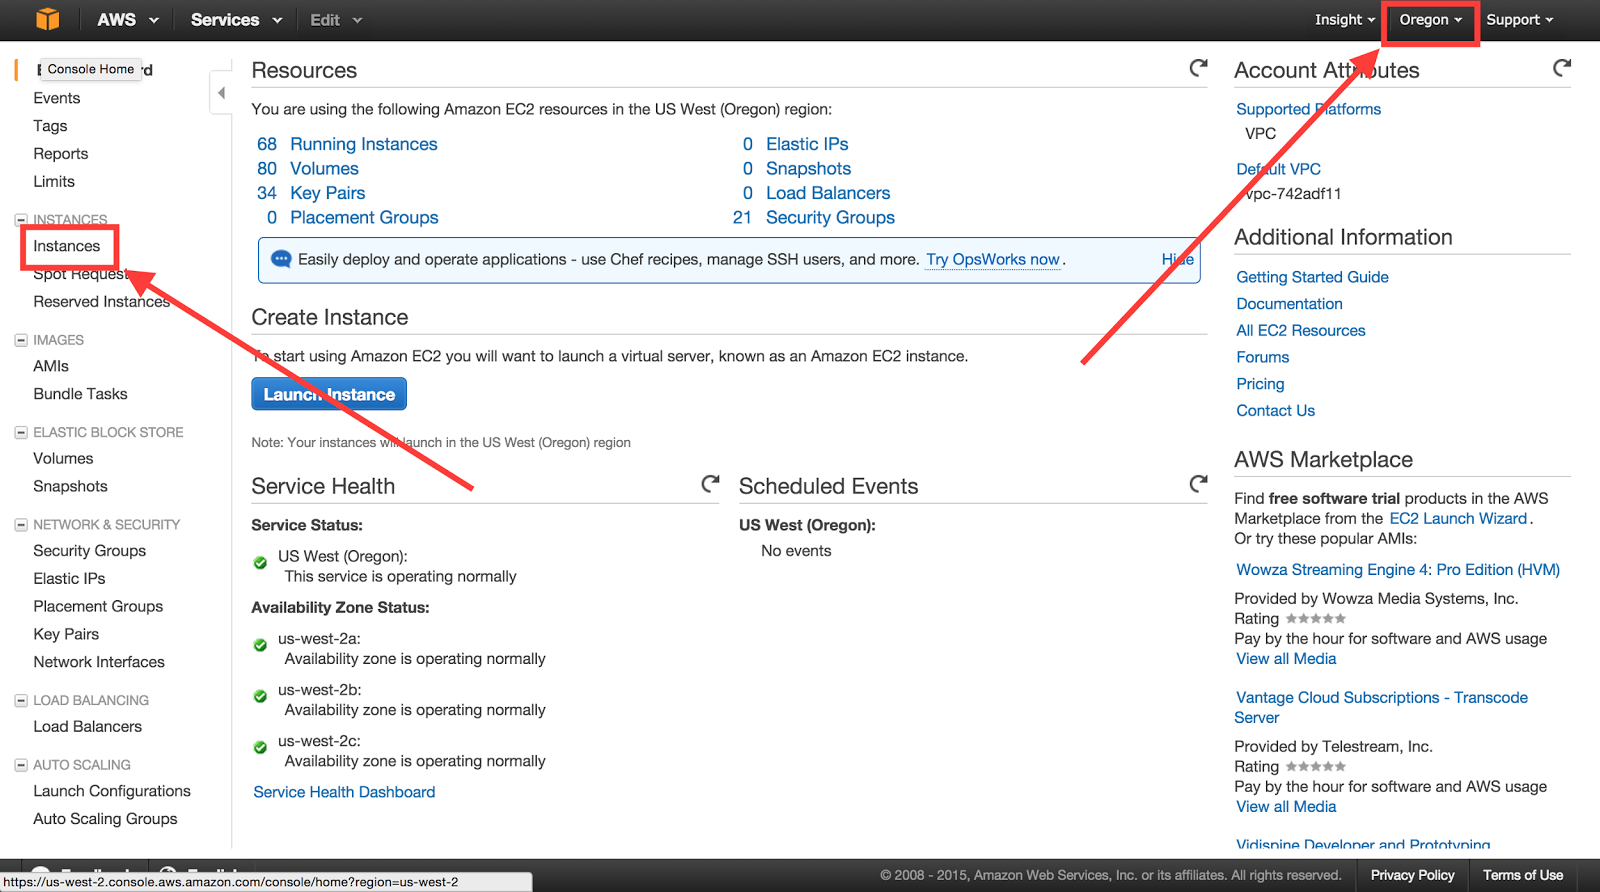 AWS Services Edit Insight Oregon Support
Console Home
Events
Tags
Reports
Limits
INSTANCES
Instances
Spot Requests
Reserved Instances
IMAGES
AMIs
Bundle Tasks
ELASTIC BLOCK STORE
Volumes
Snapshots
NETWORK & SECURITY
Security Groups
Elastic IPs
Placement Groups
Key Pairs
Network Interfaces
LOAD BALANCING
Load Balancers
AUTO SCALING
Launch Configurations
Auto Scaling Groups
Resources
You are using the following Amazon EC2 resources in the US West (Oregon) region:
68 Running Instances
80 Volumes
34 Key Pairs
0 Placement Groups
0 Elastic IPs
0 Snapshots
0 Load Balancers
21 Security Groups
Easily deploy and operate applications - use Chef recipes, manage SSH users, and more. Try OpsWorks now. Hide
Create Instance
To start using Amazon EC2 you will want to launch a virtual server, known as an Amazon EC2 instance.
Launch Instance
Note: Your instances will launch in the US West (Oregon) region
Service Health
Service Status:
US West (Oregon):
This service is operating normally
Availability Zone Status:
us-west-2a:
Availability zone is operating normally
us-west-2b:
Availability zone is operating normally
us-west-2c:
Availability zone is operating normally
Service Health Dashboard
Scheduled Events
US West (Oregon):
No events
Account Attributes
Supported Platforms
VPC
Default VPC
vpc-742adf11
Additional Information
Getting Started Guide
Documentation
All EC2 Resources
Forums
Pricing
Contact Us
AWS Marketplace
Find free software trial products in the AWS
Marketplace from the EC2 Launch Wizard.
Or try these popular AMIs:
Wowza Streaming Engine 4: Pro Edition (HVM)
Provided by Wowza Media Systems, Inc.
Rating
Pay by the hour for software and AWS usage
View all Media
Vantage Cloud Subscriptions - Transcode
Server
Provided by Telestream, Inc.
Rating
Pay by the hour for software and AWS usage
View all Media
Vidispine Developer and Prototyping
https://us-west-2.console.aws.amazon.com/console/home?region=us-west-2
© 2008 - 2015, Amazon Web Services, Inc. or its affiliates. All rights reserved. Privacy Policy Terms of Use